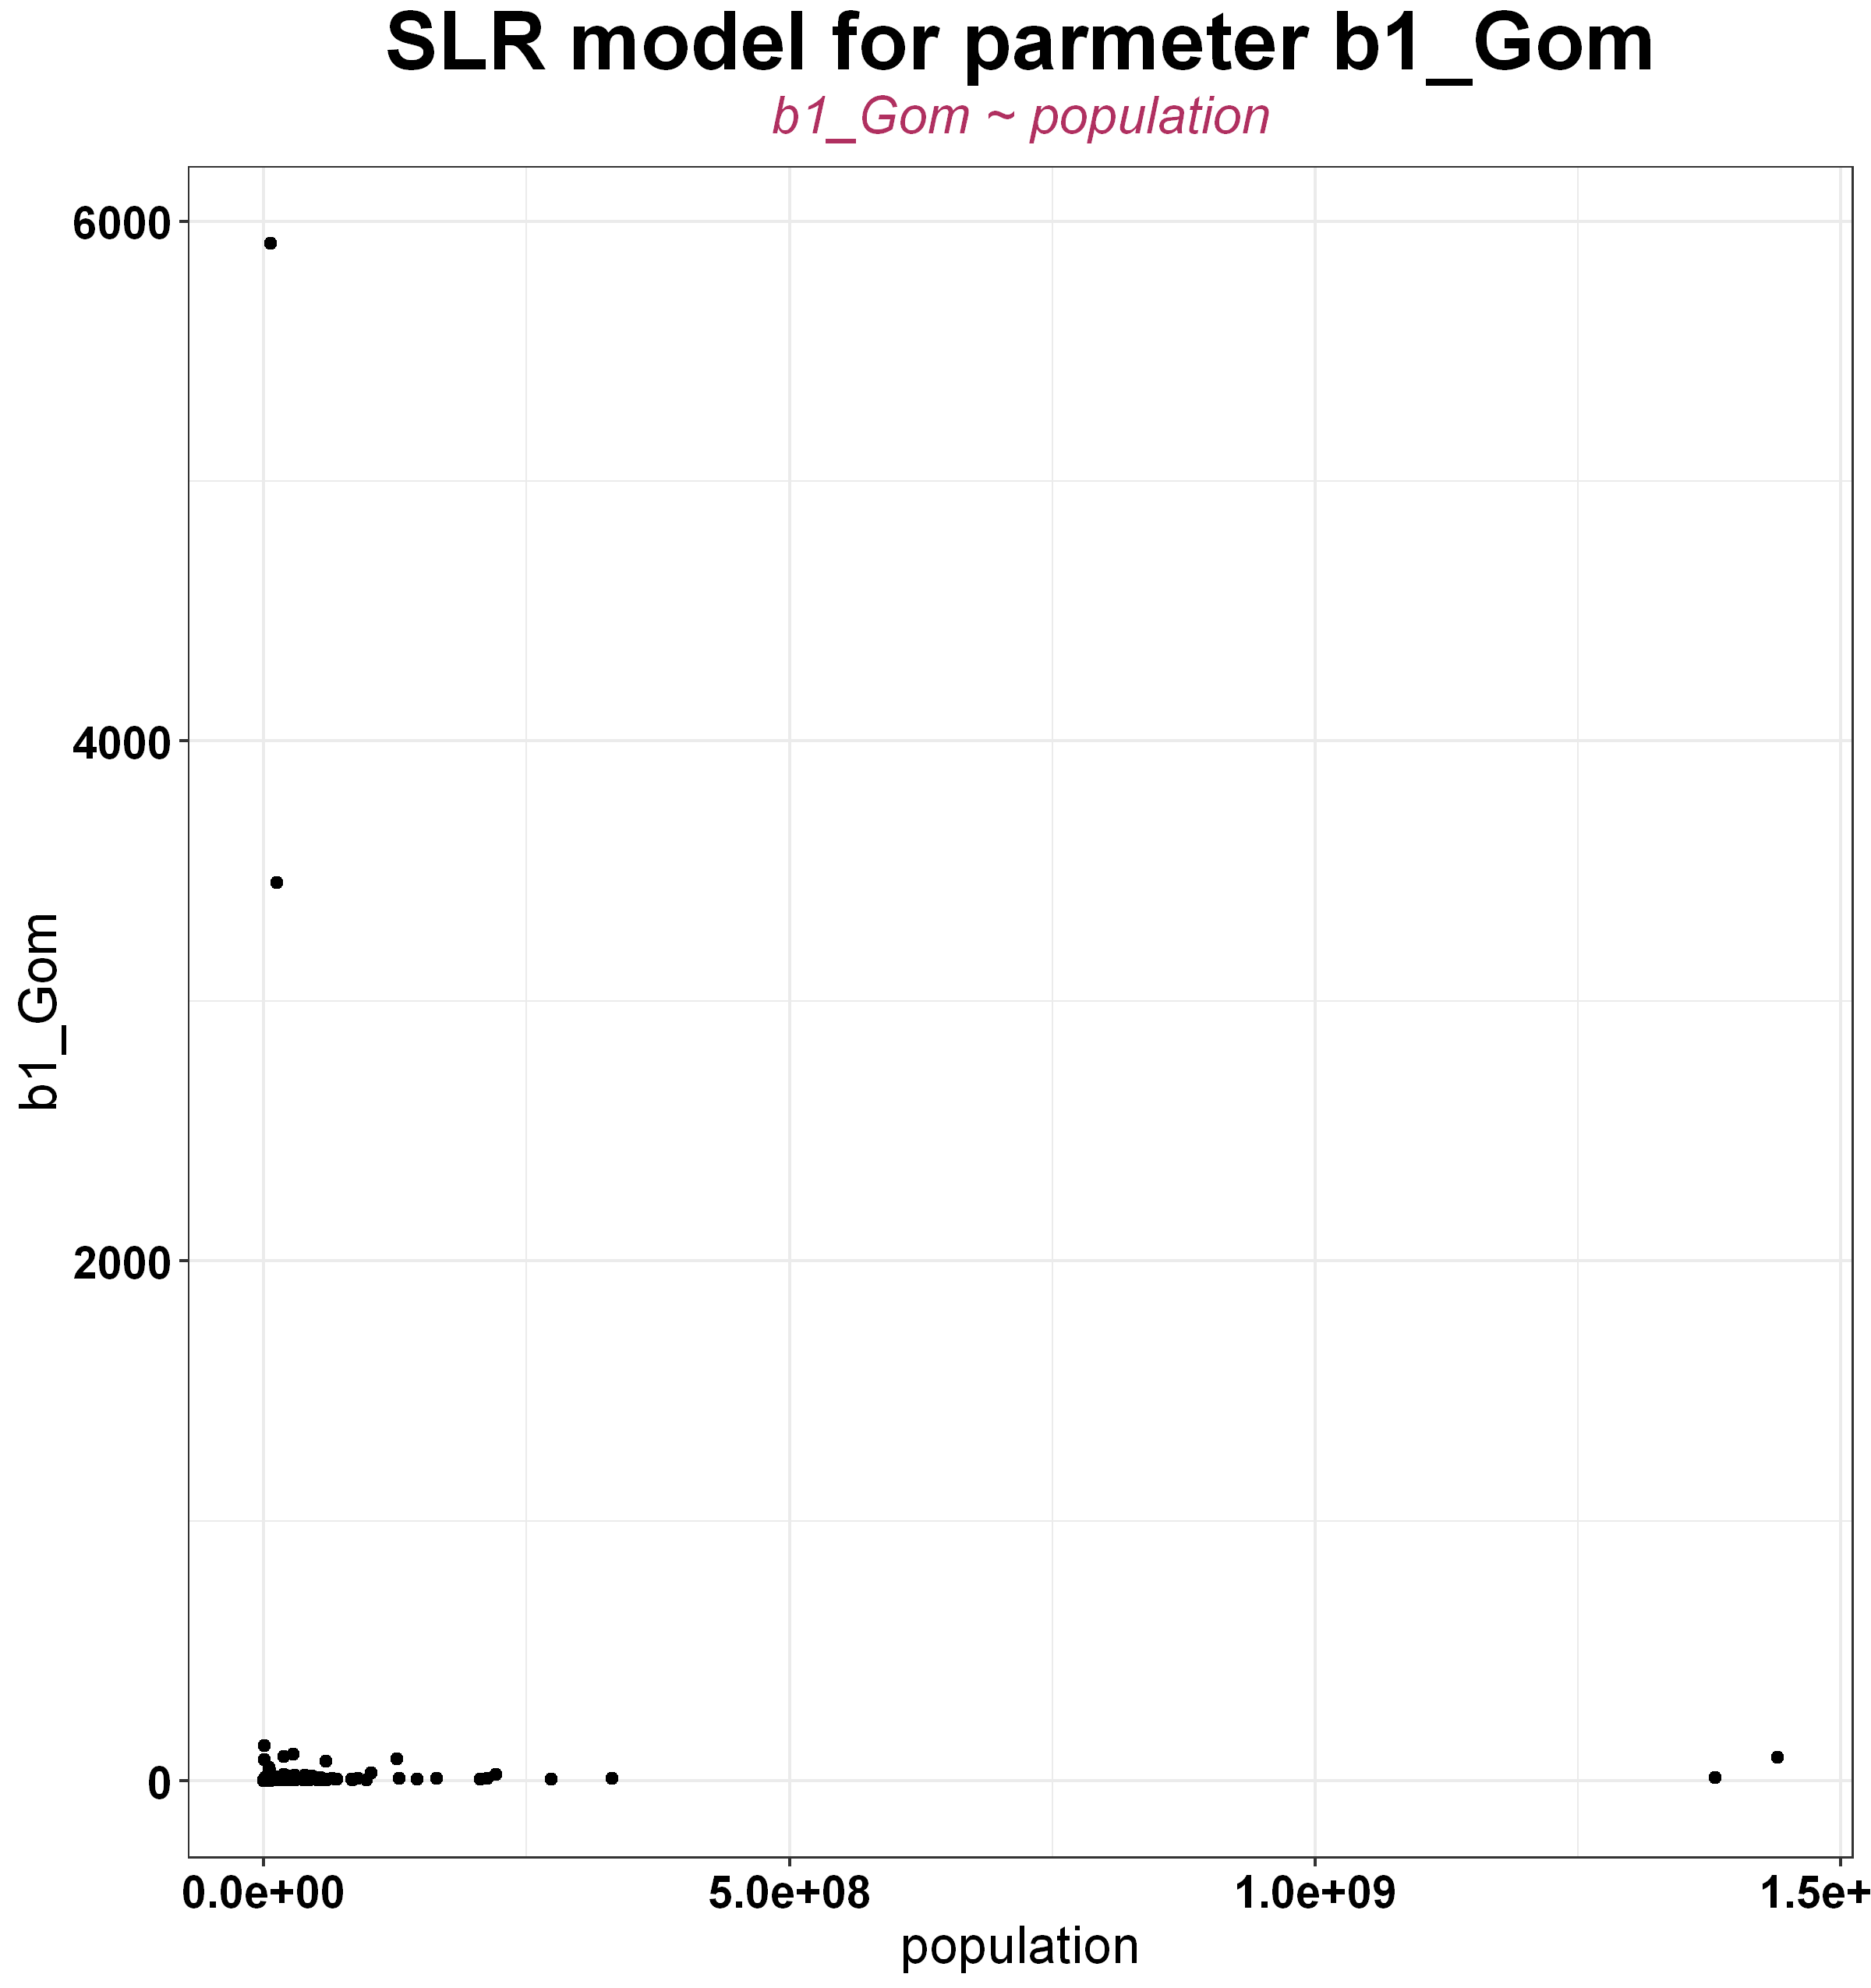 SLR model for parmeter b1_Gom
b1_Gom ~ population
6000
4000
2000
0
b1_Gom
0.0e+00
5.0e+08
1.0e+09
1.5e+
population